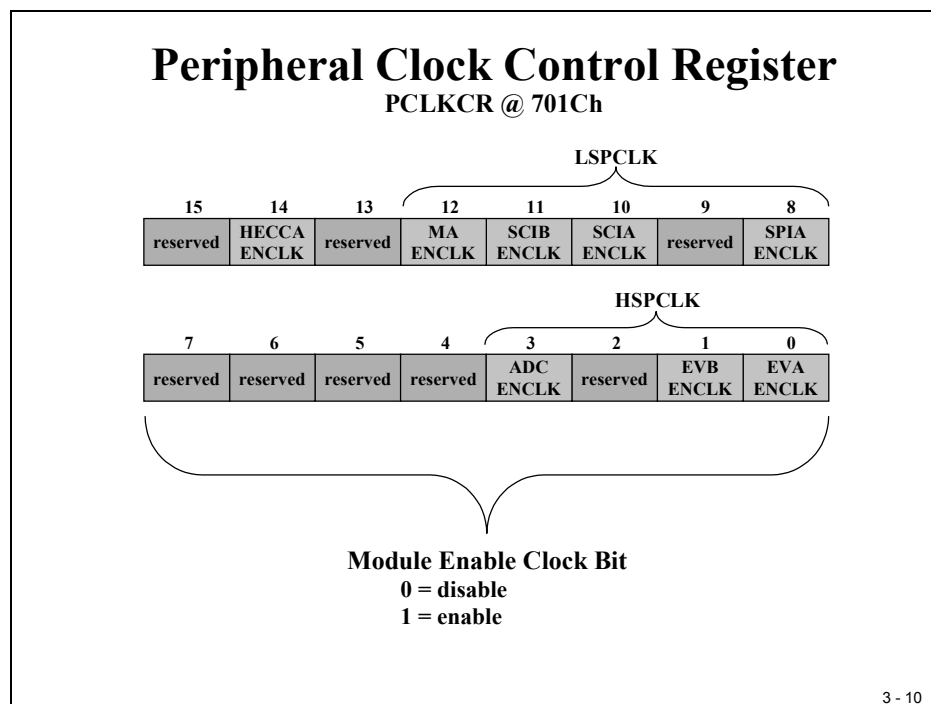 Peripheral Clock Control Register
PCLKCR @ 701Ch
LSPCLK
15 14 13 12 11 10 9 8
reserved HECCA ENCLK reserved MA ENCLK SCIB ENCLK SCIA ENCLK reserved SPIA ENCLK
HSPCLK
7 6 5 4 3 2 1 0
reserved reserved reserved reserved ADC ENCLK reserved EVB ENCLK EVA ENCLK
Module Enable Clock Bit
0 = disable
1 = enable
3 - 10